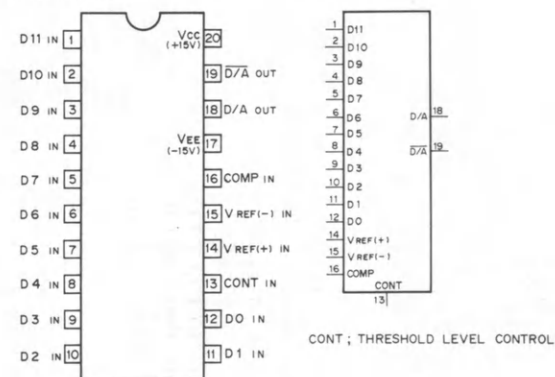 D11 IN 1
D10 IN 2
D9 IN 3
D8 IN 4
D7 IN 5
D6 IN 6
D5 IN 7
D4 IN 8
D3 IN 9
D2 IN 10
VCC 20
(+15V)
19 D/A OUT
18 D/A OUT
VEE 17
(-15V)
16 COMP IN
15 V REF(-) IN
14 V REF(+) IN
13 CONT IN
12 D0 IN
11 D1 IN
1 D11
2 D10
3 D9
4 D8
5 D7
6 D6
7 D5
8 D4
9 D3
10 D2
11 D1
12 D0
14 V REF(+)
15 V REF(-)
16 COMP
D/A 18
D/A 19
CONT
13
CONT ; THRESHOLD LEVEL CONTROL